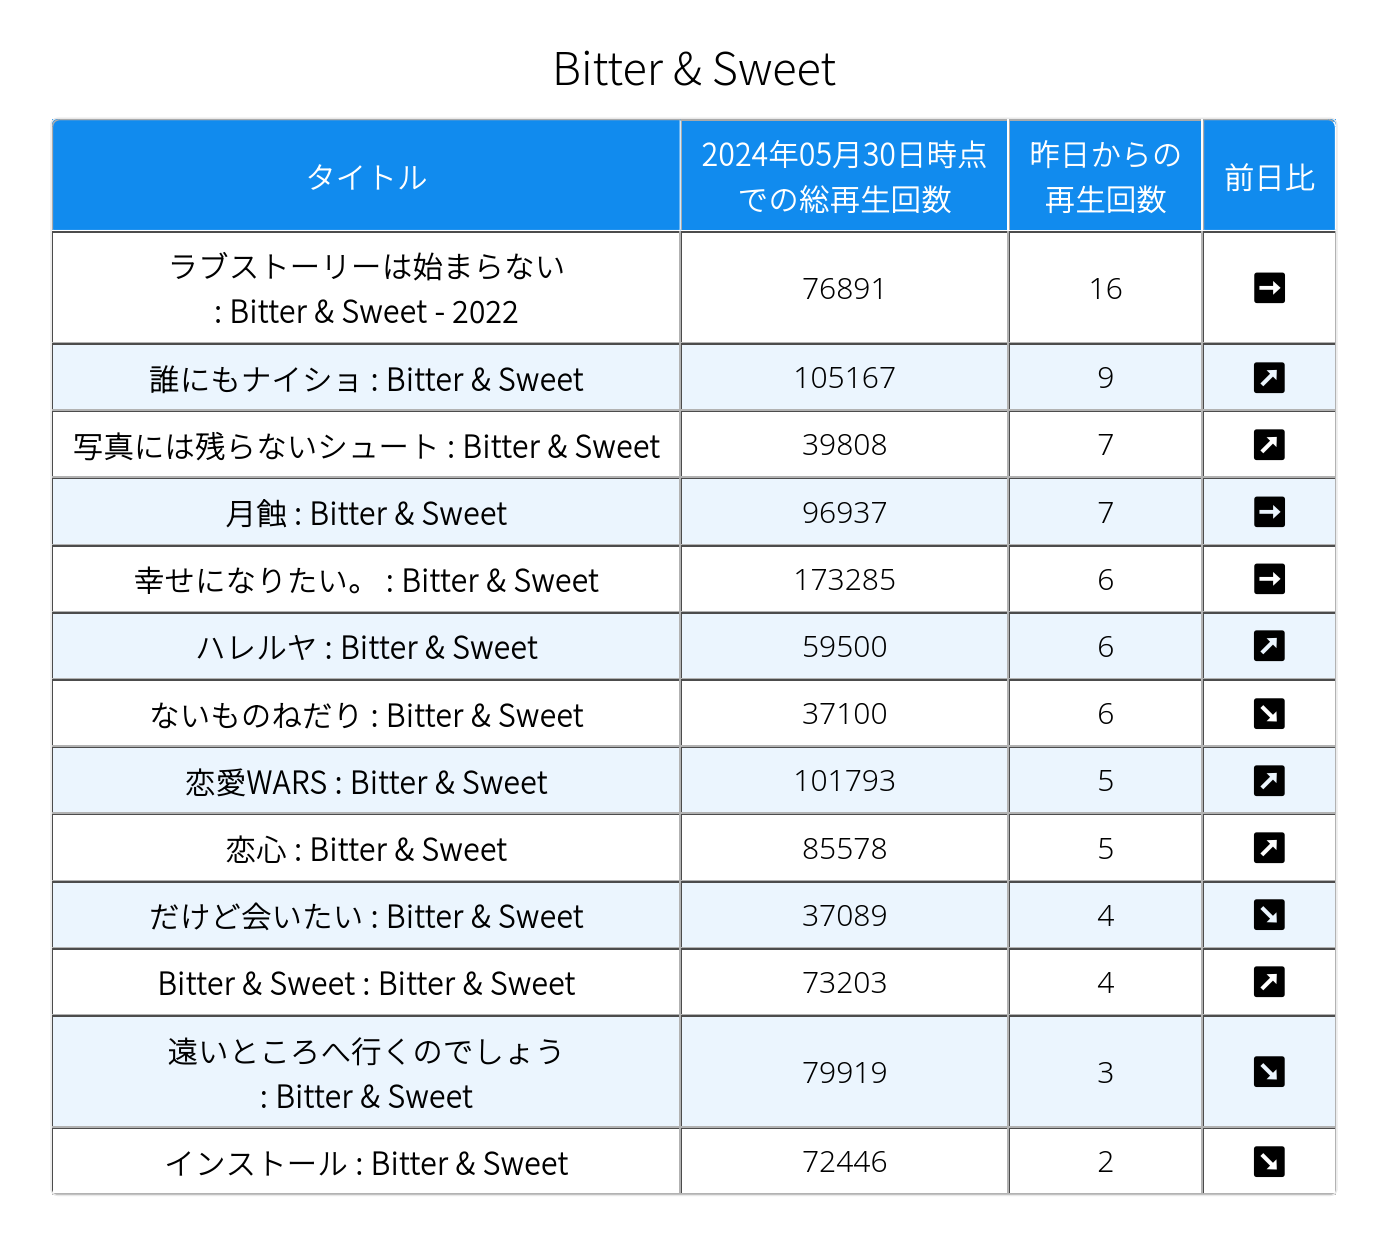 Bitter & Sweet
タイトル
2024年05月30日時点
での総再生回数
昨日からの
再生回数
前日比
ラブストーリーは始まらない
: Bitter & Sweet - 2022
76891
16
誰にもナイショ : Bitter & Sweet
105167
9
写真には残らないシュート : Bitter & Sweet
39808
7
月蝕 : Bitter & Sweet
96937
7
幸せになりたい。 : Bitter & Sweet
173285
6
ハレルヤ : Bitter & Sweet
59500
6
ないものねだり : Bitter & Sweet
37100
6
恋愛WARS : Bitter & Sweet
101793
5
恋心 : Bitter & Sweet
85578
5
だけど会いたい : Bitter & Sweet
37089
4
Bitter & Sweet : Bitter & Sweet
73203
4
遠いところへ行くのでしょう
: Bitter & Sweet
79919
3
インストール : Bitter & Sweet
72446
2